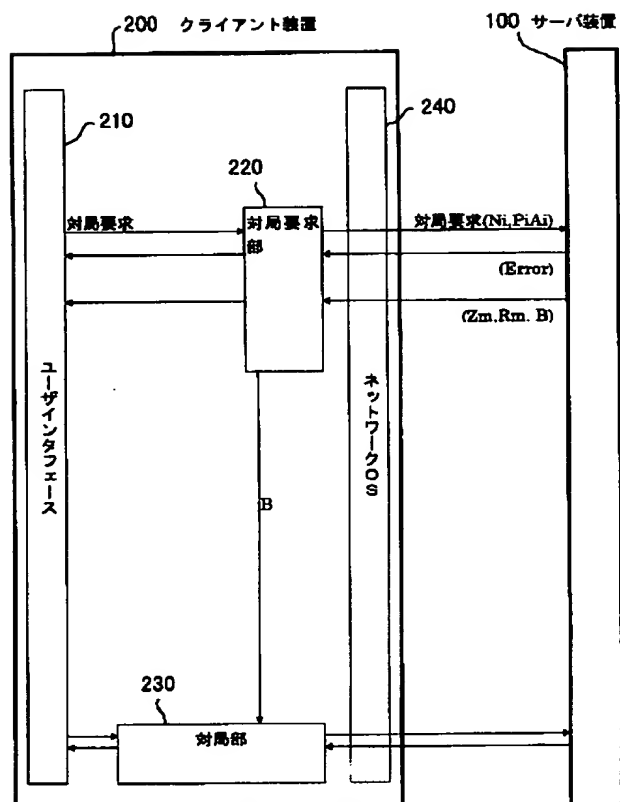 200 クライアント装置
100 サーバ装置
210
240
220
対局要求
対局要求
部
対局要求(Ni,PiAi)
(Error)
(Zm,Rm. B)
ユーザインタフェース
ネットワークOS
B
230
対局部